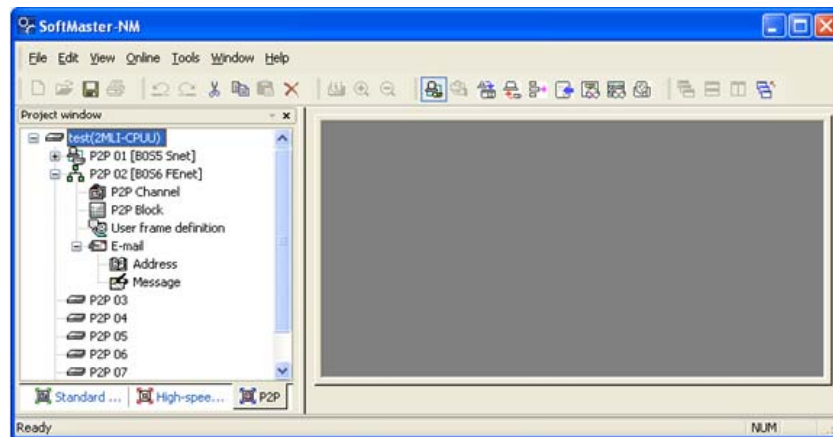 SoftMaster-NM
File Edit View Online Tools Window Help
Project window
test(2MLI-CPUU)
P2P 01 [B0S5 Snet]
P2P 02 [B0S6 FEnet]
P2P Channel
P2P Block
User frame definition
E-mail
Address
Message
P2P 03
P2P 04
P2P 05
P2P 06
P2P 07
Standard ... High-spee... P2P
Ready NUM